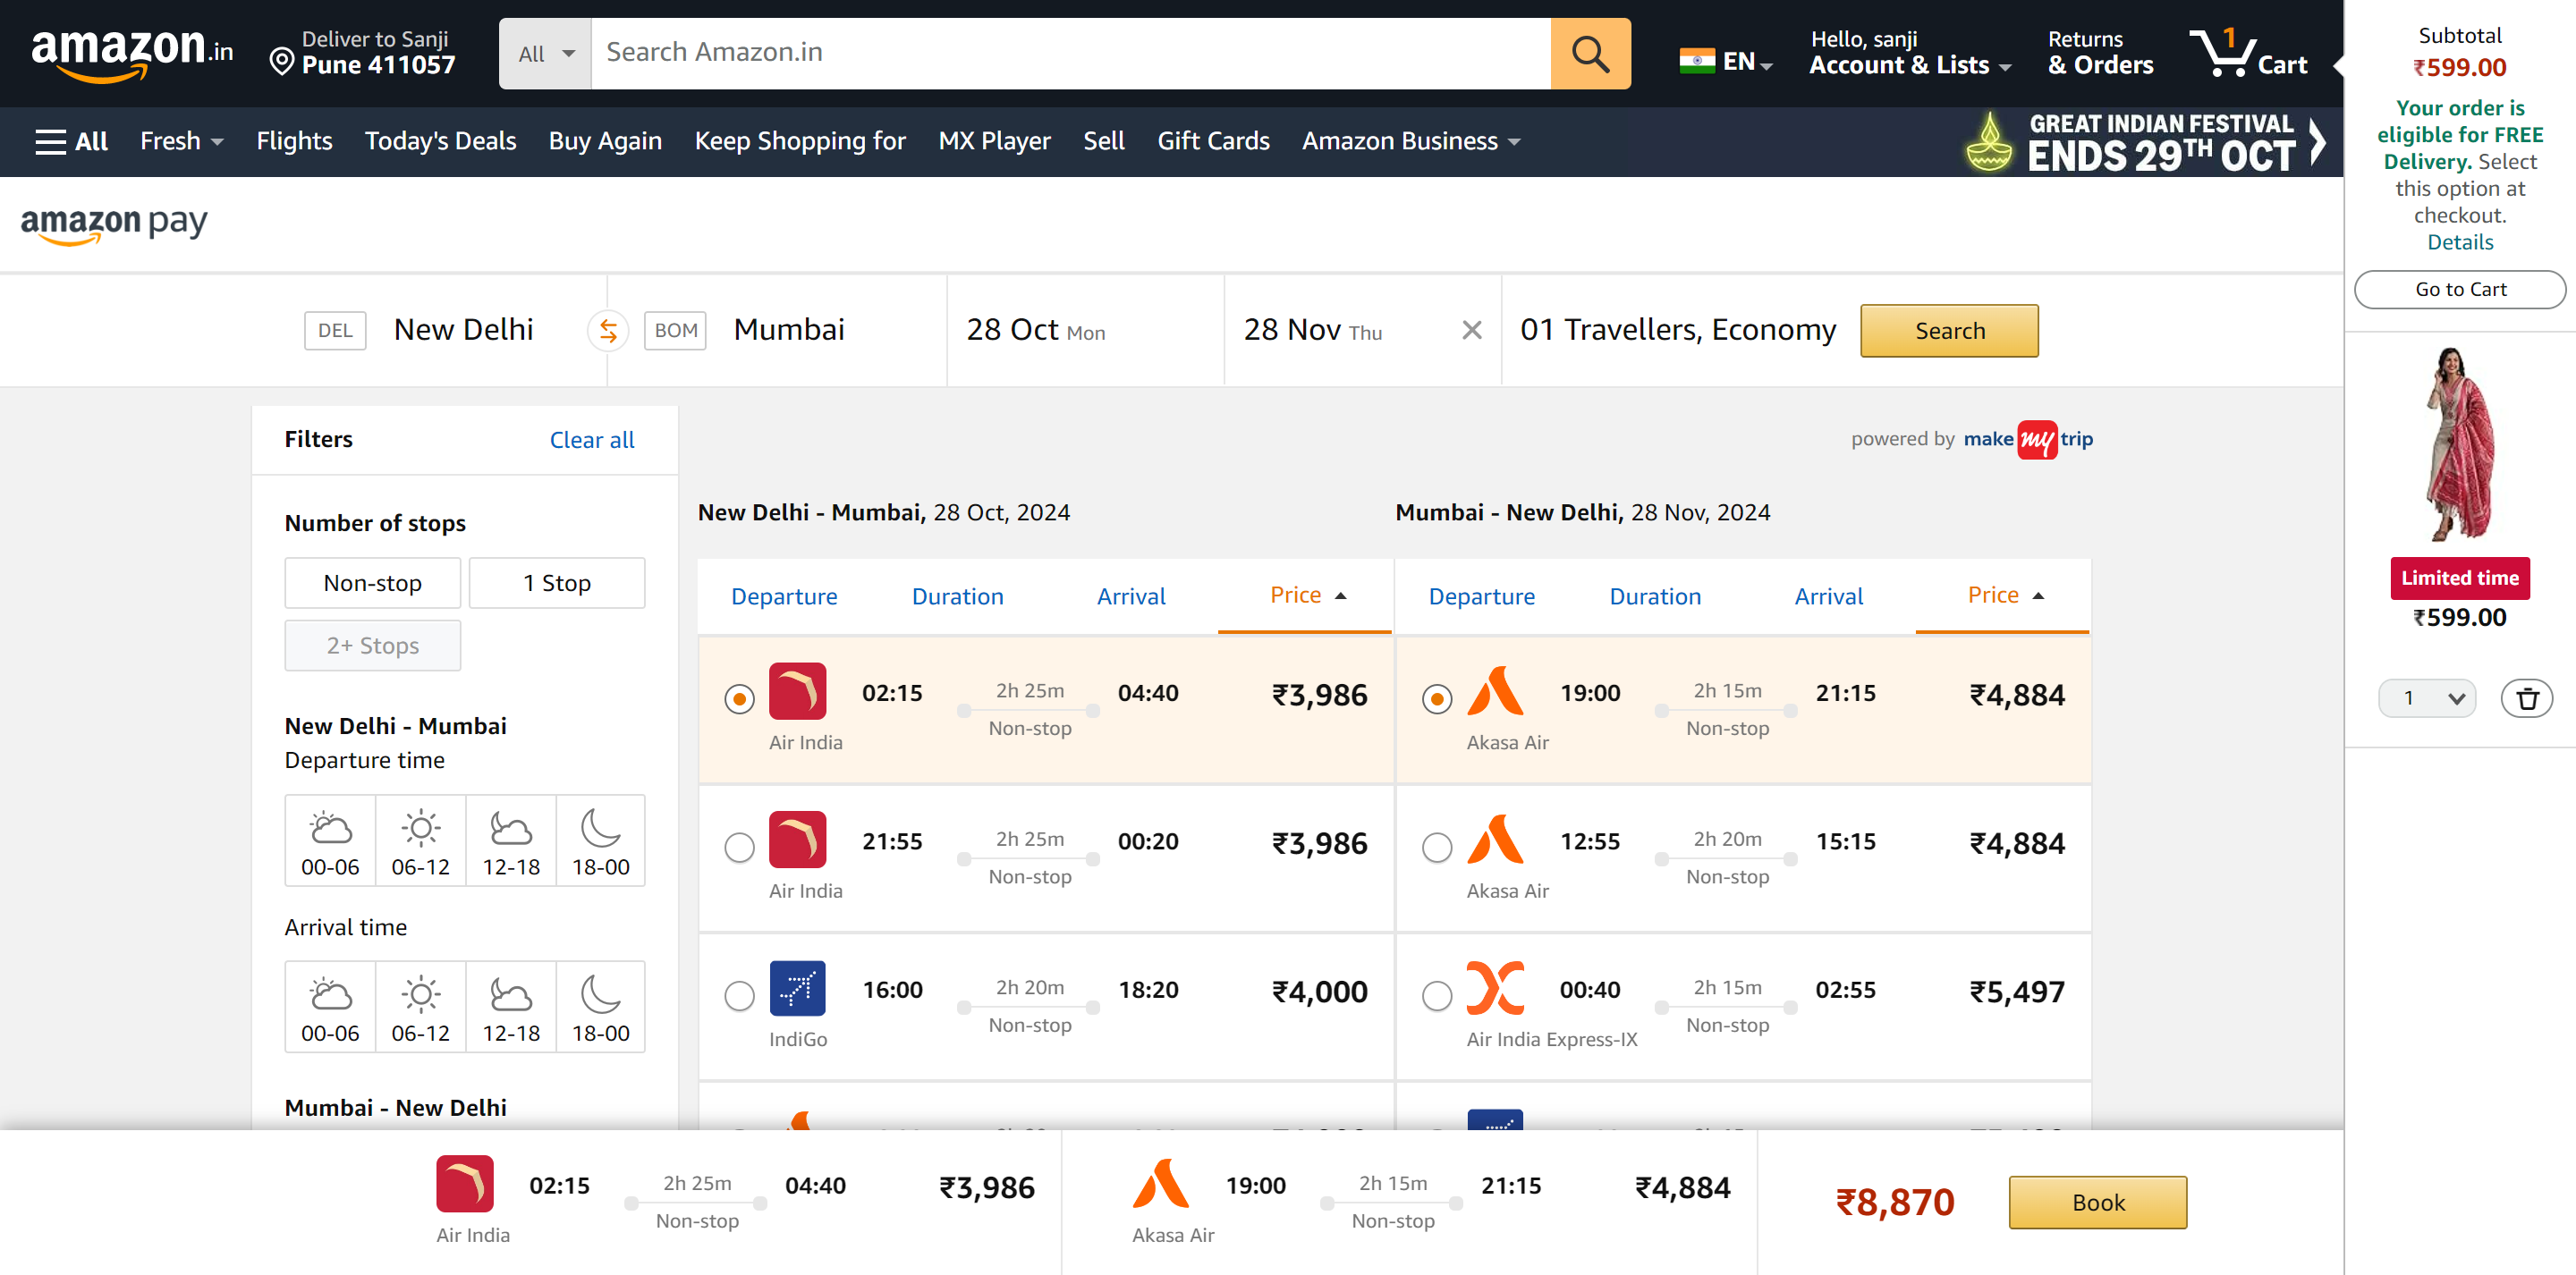 amazon.in
Deliver to Sanji
Pune 411057
All
Search Amazon.in
EN
Hello, sanji
Account & Lists
Returns
& Orders
1
Cart
All
Fresh
Flights
Today's Deals
Buy Again
Keep Shopping for
MX Player
Sell
Gift Cards
Amazon Business
GREAT INDIAN FESTIVAL
ENDS 29TH OCT
Subtotal
₹599.00
Your order is
eligible for FREE
Delivery. Select
this option at
checkout.
Details
Go to Cart
Limited time
₹599.00
1
amazon pay
DEL New Delhi
BOM Mumbai
28 Oct Mon
28 Nov Thu
01 Travellers, Economy
Search
Filters
Clear all
Number of stops
Non-stop
1 Stop
2+ Stops
New Delhi - Mumbai
Departure time
00-06 06-12 12-18 18-00
Arrival time
00-06 06-12 12-18 18-00
Mumbai - New Delhi
powered by make my trip
New Delhi - Mumbai, 28 Oct, 2024
Departure Duration Arrival Price
02:15 2h 25m 04:40 ₹3,986
Non-stop
Air India
21:55 2h 25m 00:20 ₹3,986
Non-stop
Air India
16:00 2h 20m 18:20 ₹4,000
Non-stop
IndiGo
Mumbai - New Delhi, 28 Nov, 2024
Departure Duration Arrival Price
19:00 2h 15m 21:15 ₹4,884
Non-stop
Akasa Air
12:55 2h 20m 15:15 ₹4,884
Non-stop
Akasa Air
00:40 2h 15m 02:55 ₹5,497
Non-stop
Air India Express-IX
02:15 2h 25m 04:40 ₹3,986
Non-stop
Air India
19:00 2h 15m 21:15 ₹4,884
Non-stop
Akasa Air
₹8,870
Book